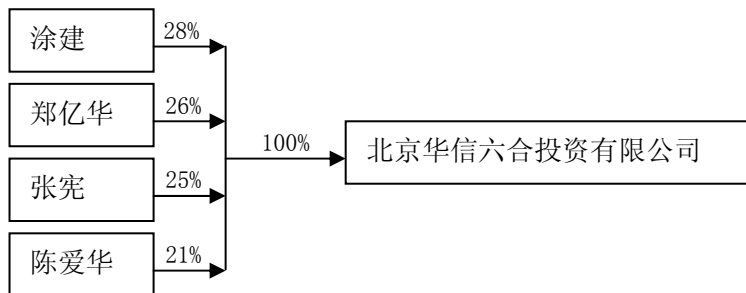 涂建
28%
郑亿华
26%
100%
北京华信六合投资有限公司
张宪
25%
陈爱华
21%